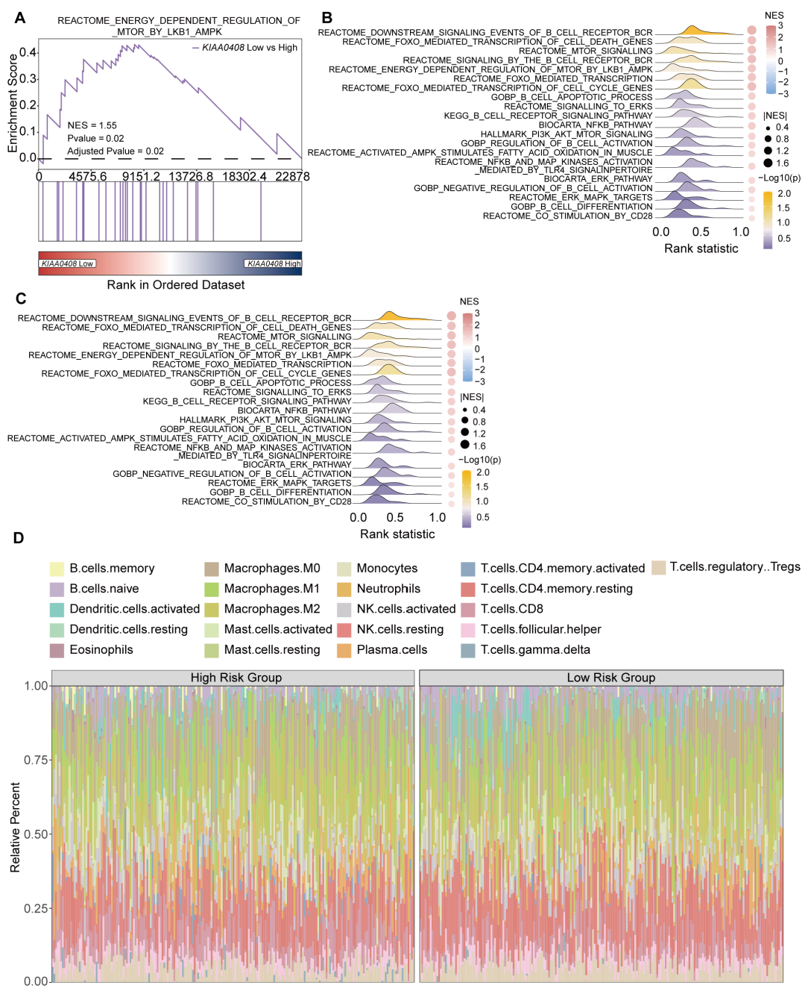 A
REACTOME_ENERGY_DEPENDENT_REGULATION_OF
_MTOR_BY_LKB1_AMPK
KIAA0408 Low vs High
Enrichment Score
0.4
0.3
0.2
0.1
0.0
NES = 1.55
Pvalue = 0.02
Adjusted Pvalue = 0.02
0 4575.6 9151.2 13726.8 18302.4 22878
KIAA0408 Low
KIAA0408 High
Rank in Ordered Dataset
B
REACTOME_DOWNSTREAM_SIGNALING_EVENTS_OF_B_CELL_RECEPTOR_BCR
REACTOME_FOXO_MEDIATED_TRANSCRIPTION_OF_CELL_DEATH_GENES
REACTOME_MTOR_SIGNALLING
REACTOME_SIGNALING_BY_THE_B_CELL_RECEPTOR_BCR
REACTOME_ENERGY_DEPENDENT_REGULATION_OF_MTOR_BY_LKB1_AMPK
REACTOME_FOXO_MEDIATED_TRANSCRIPTION
REACTOME_FOXO_MEDIATED_TRANSCRIPTION_OF_CELL_CYCLE_GENES
GOBP_B_CELL_APOPTOTIC_PROCESS
REACTOME_SIGNALLING_TO_ERKS
KEGG_B_CELL_RECEPTOR_SIGNALING_PATHWAY
BIOCARTA_NFKB_PATHWAY
HALLMARK_PI3K_AKT_MTOR_SIGNALING
GOBP_REGULATION_OF_B_CELL_ACTIVATION
REACTOME_ACTIVATED_AMPK_STIMULATES_FATTY_ACID_OXIDATION_IN_MUSCLE
REACTOME_NFKB_AND_MAP_KINASES_ACTIVATION
_MEDIATED_BY_TLR4_SIGNALINPERTOIRE
BIOCARTA_ERK_PATHWAY
GOBP_NEGATIVE_REGULATION_OF_B_CELL_ACTIVATION
REACTOME_ERK_MAPK_TARGETS
GOBP_B_CELL_DIFFERENTIATION
REACTOME_CO_STIMULATION_BY_CD28
0.0 0.5 1.0
Rank statistic
NES
3
2
1
0
−1
−2
−3
|NES|
0.4
0.8
1.2
1.6
−Log10(p)
2.0
1.5
1.0
0.5
C
REACTOME_DOWNSTREAM_SIGNALING_EVENTS_OF_B_CELL_RECEPTOR_BCR
REACTOME_FOXO_MEDIATED_TRANSCRIPTION_OF_CELL_DEATH_GENES
REACTOME_MTOR_SIGNALLING
REACTOME_SIGNALING_BY_THE_B_CELL_RECEPTOR_BCR
REACTOME_ENERGY_DEPENDENT_REGULATION_OF_MTOR_BY_LKB1_AMPK
REACTOME_FOXO_MEDIATED_TRANSCRIPTION
REACTOME_FOXO_MEDIATED_TRANSCRIPTION_OF_CELL_CYCLE_GENES
GOBP_B_CELL_APOPTOTIC_PROCESS
REACTOME_SIGNALLING_TO_ERKS
KEGG_B_CELL_RECEPTOR_SIGNALING_PATHWAY
BIOCARTA_NFKB_PATHWAY
HALLMARK_PI3K_AKT_MTOR_SIGNALING
GOBP_REGULATION_OF_B_CELL_ACTIVATION
REACTOME_ACTIVATED_AMPK_STIMULATES_FATTY_ACID_OXIDATION_IN_MUSCLE
REACTOME_NFKB_AND_MAP_KINASES_ACTIVATION
_MEDIATED_BY_TLR4_SIGNALINPERTOIRE
BIOCARTA_ERK_PATHWAY
GOBP_NEGATIVE_REGULATION_OF_B_CELL_ACTIVATION
REACTOME_ERK_MAPK_TARGETS
GOBP_B_CELL_DIFFERENTIATION
REACTOME_CO_STIMULATION_BY_CD28
0.0 0.5 1.0
Rank statistic
NES
3
2
1
0
−1
−2
−3
|NES|
0.4
0.8
1.2
1.6
−Log10(p)
2.0
1.5
1.0
0.5
D
B.cells.memory
B.cells.naive
Dendritic.cells.activated
Dendritic.cells.resting
Eosinophils
Macrophages.M0
Macrophages.M1
Macrophages.M2
Mast.cells.activated
Mast.cells.resting
Monocytes
Neutrophils
NK.cells.activated
NK.cells.resting
Plasma.cells
T.cells.CD4.memory.activated
T.cells.CD4.memory.resting
T.cells.CD8
T.cells.follicular.helper
T.cells.gamma.delta
T.cells.regulatory..Tregs
High Risk Group
Low Risk Group
Relative Percent
1.00
0.75
0.50
0.25
0.00